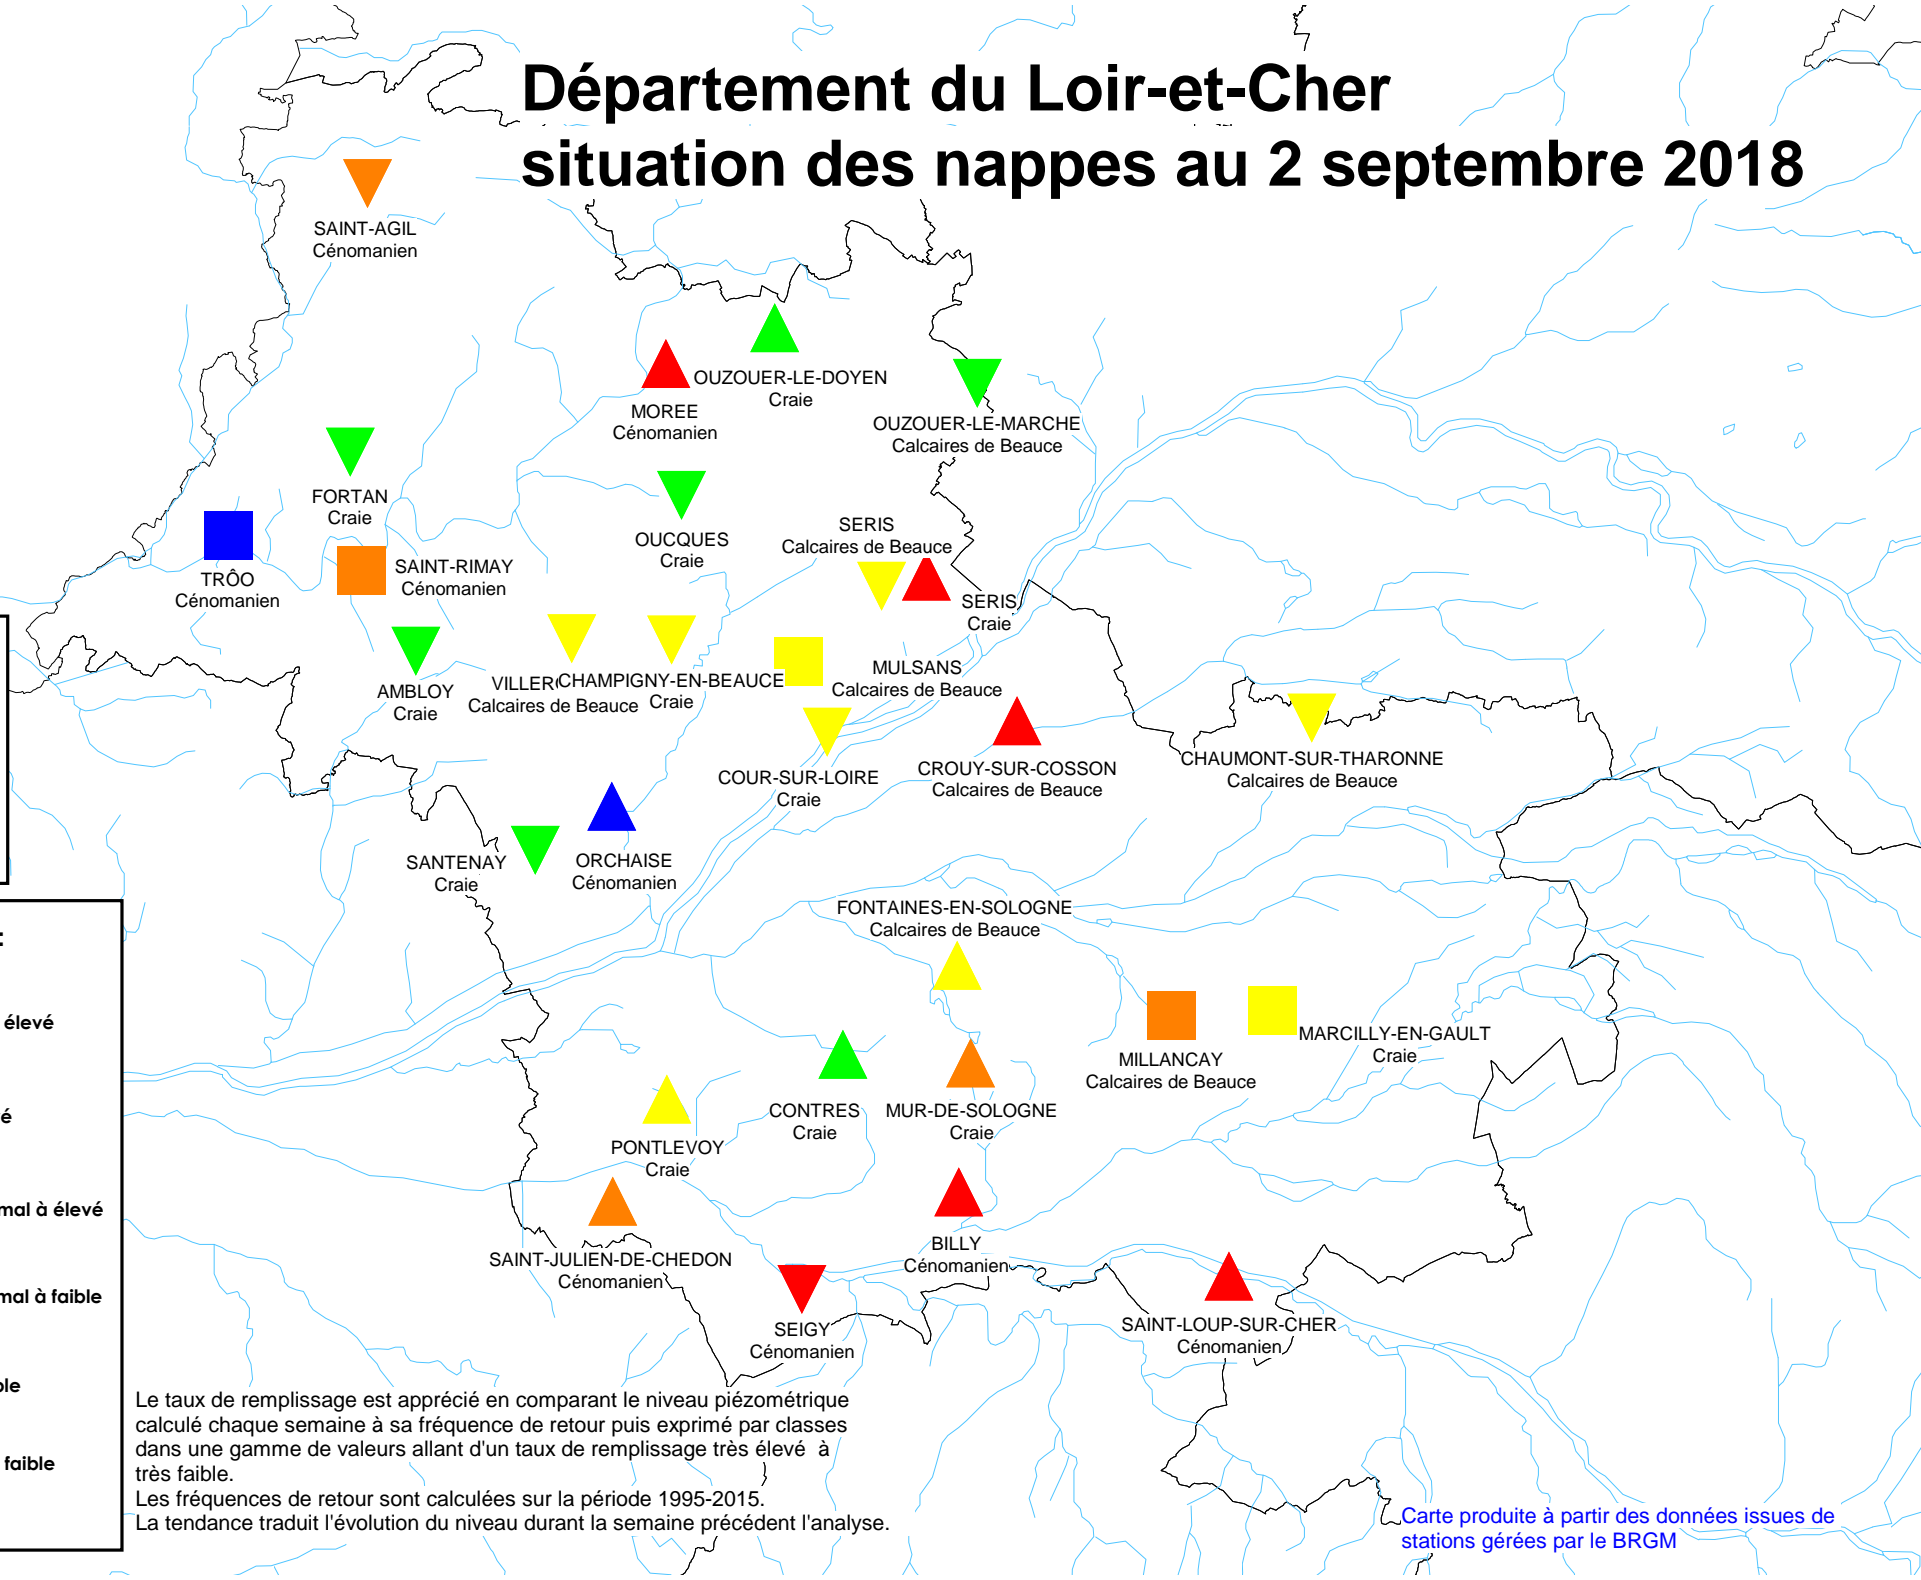 Département du Loir-et-Cher
situation des nappes au 2 septembre 2018
SAINT-AGIL
Cénomanien
OUZOUER-LE-DOYEN
Craie
MOREE
Cénomanien
OUZOUER-LE-MARCHE
Calcaires de Beauce
FORTAN
Craie
OUCQUES
Craie
SERIS
Calcaires de Beauce
TRÔO
Cénomanien
SAINT-RIMAY
Cénomanien
SERIS
Craie
AMBLOY
Craie
Calcaires de Beauce
CHAMPIGNY-EN-BEAUCE
Craie
MULSANS
Calcaires de Beauce
COUR-SUR-LOIRE
Craie
CROUY-SUR-COSSON
Calcaires de Beauce
CHAUMONT-SUR-THARONNE
Calcaires de Beauce
SANTENAY
Craie
ORCHAISE
Cénomanien
FONTAINES-EN-SOLOGNE
Calcaires de Beauce
MILLANCAY
Calcaires de Beauce
MARCILLY-EN-GAULT
Craie
CONTRES
Craie
MUR-DE-SOLOGNE
Craie
PONTLEVOY
Craie
SAINT-JULIEN-DE-CHEDON
Cénomanien
BILLY
Cénomanien
SEIGY
Cénomanien
SAINT-LOUP-SUR-CHER
Cénomanien
:
élevé
é
mal à élevé
mal à faible
ble
faible
Le taux de remplissage est apprécié en comparant le niveau piézométrique
calculé chaque semaine à sa fréquence de retour puis exprimé par classes
dans une gamme de valeurs allant d'un taux de remplissage très élevé à
très faible.
Les fréquences de retour sont calculées sur la période 1995-2015.
La tendance traduit l'évolution du niveau durant la semaine précédent l'analyse.
Carte produite à partir des données issues de
stations gérées par le BRGM